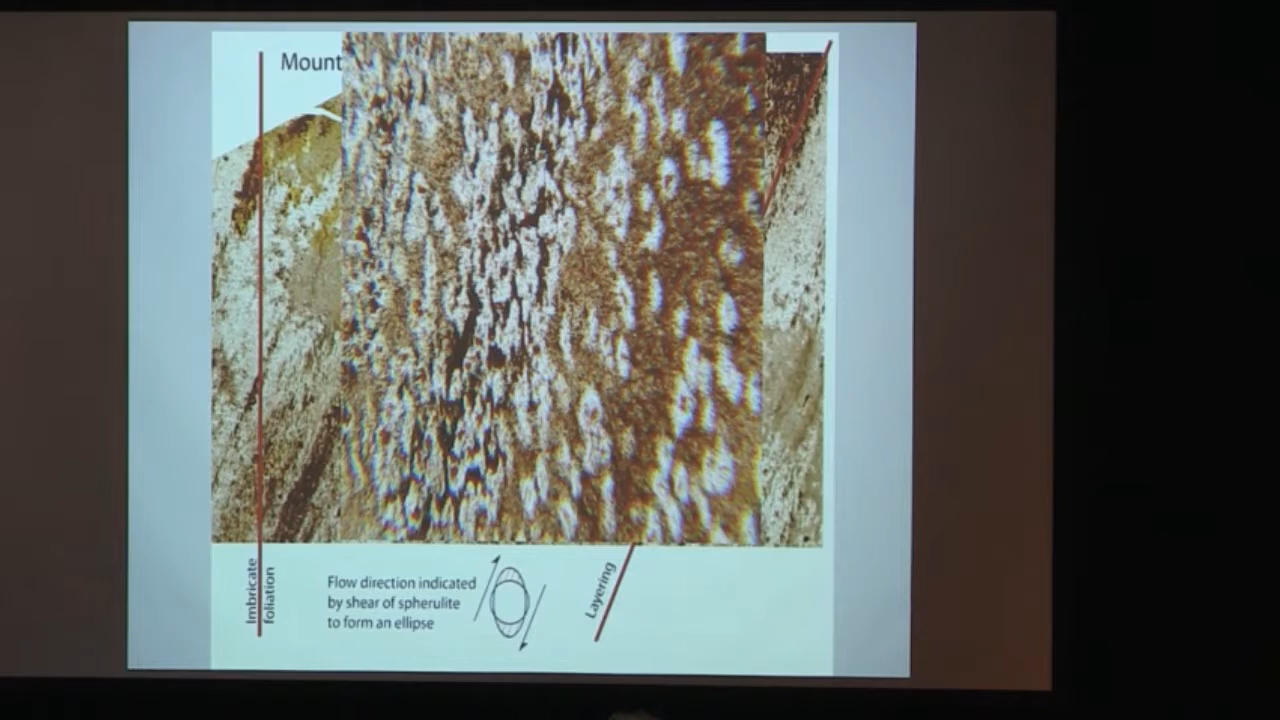 Mount
Imbricate
foliation
Flow direction indicated
by shear of spherulite
to form an ellipse
Layering